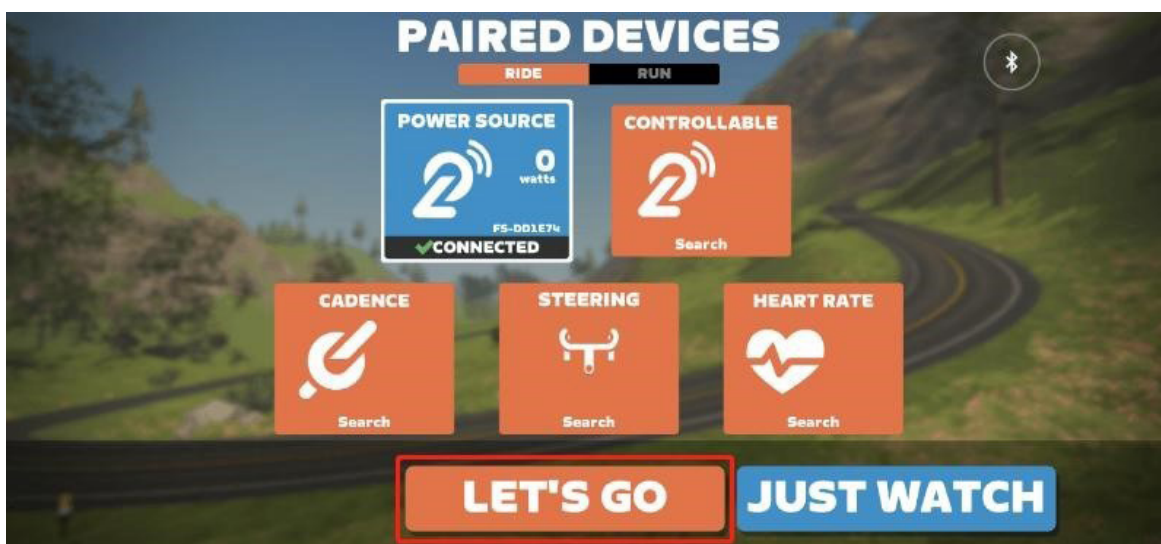 PAIRED DEVICES
RIDE RUN
POWER SOURCE
0
watts
FS-DD1E74
CONNECTED
CONTROLLABLE
Search
CADENCE
Search
STEERING
Search
HEART RATE
Search
LET'S GO
JUST WATCH